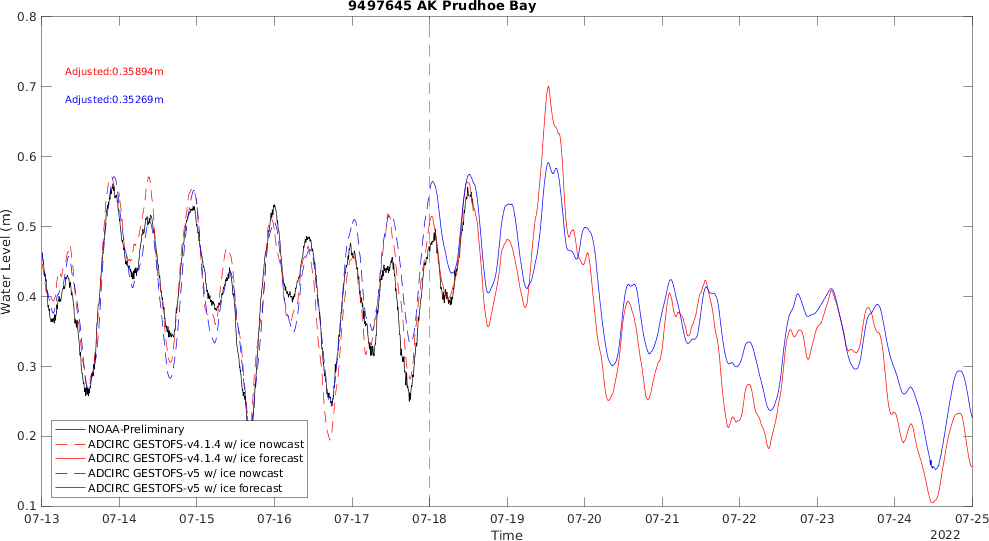 9497645 AK Prudhoe Bay
0.8
0.7
0.6
0.5
0.4
0.3
0.2
0.1
Water Level (m)
Adjusted:0.35894m
Adjusted:0.35269m
NOAA-Preliminary
ADCIRC GESTOFS-v4.1.4 w/ ice nowcast
ADCIRC GESTOFS-v4.1.4 w/ ice forecast
ADCIRC GESTOFS-v5 w/ ice nowcast
ADCIRC GESTOFS-v5 w/ ice forecast
07-13 07-14 07-15 07-16 07-17 07-18 07-19 07-20 07-21 07-22 07-23 07-24 07-25
Time
2022